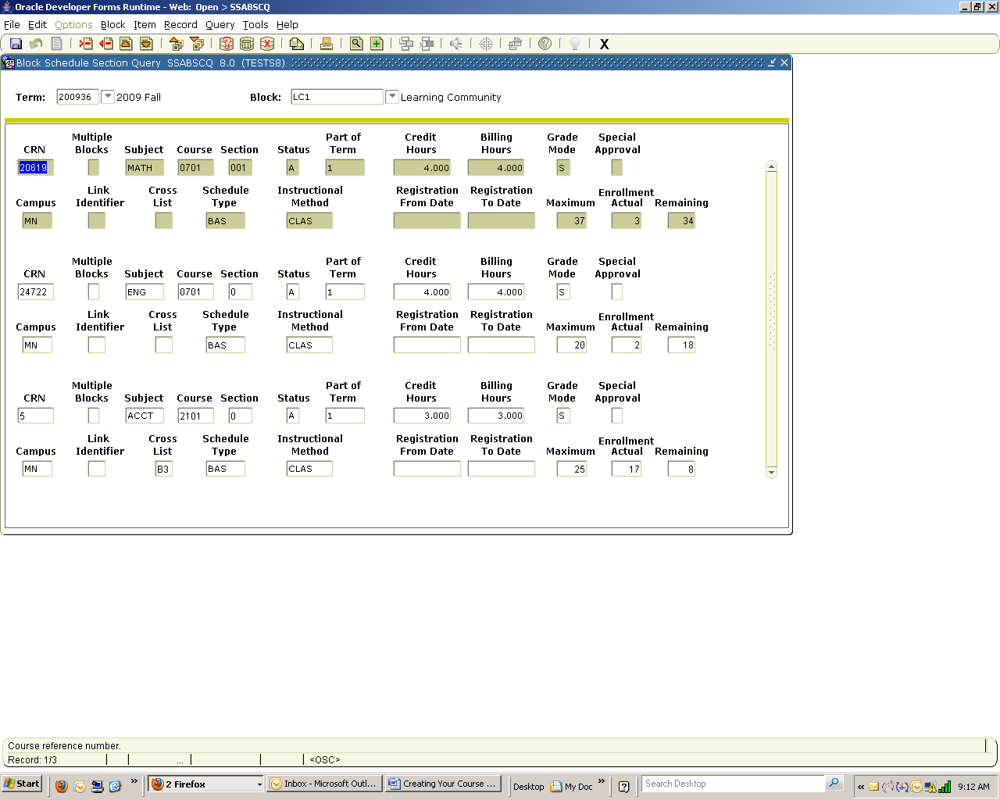 Oracle Developer Forms Runtime - Web: Open > SSABSCQ
File Edit Options Block Item Record Query Tools Help
X
Block Schedule Section Query SSABSCQ 8.0 (TESTS8)
Term: 200936 2009 Fall Block: LC1 Learning Community
Multiple Part of Credit Billing Grade Special
CRN Blocks Subject Course Section Status Term Hours Hours Mode Approval
20619 MATH 0701 001 A 1 4.000 4.000 S
Link Cross Schedule Instructional Registration Registration Enrollment
Campus Identifier List Type Method From Date To Date Maximum Actual Remaining
MN BAS CLAS 37 3 34
Multiple Part of Credit Billing Grade Special
CRN Blocks Subject Course Section Status Term Hours Hours Mode Approval
24722 ENG 0701 0 A 1 4.000 4.000 S
Link Cross Schedule Instructional Registration Registration Enrollment
Campus Identifier List Type Method From Date To Date Maximum Actual Remaining
MN BAS CLAS 20 2 18
Multiple Part of Credit Billing Grade Special
CRN Blocks Subject Course Section Status Term Hours Hours Mode Approval
5 ACCT 2101 0 A 1 3.000 3.000 S
Link Cross Schedule Instructional Registration Registration Enrollment
Campus Identifier List Type Method From Date To Date Maximum Actual Remaining
MN B3 BAS CLAS 25 17 8
Course reference number.
Record: 1/3 ... <OSC>
Start » 2 Firefox Inbox - Microsoft Outl... Creating Your Course ... Desktop My Doc » Search Desktop « 9:12 AM